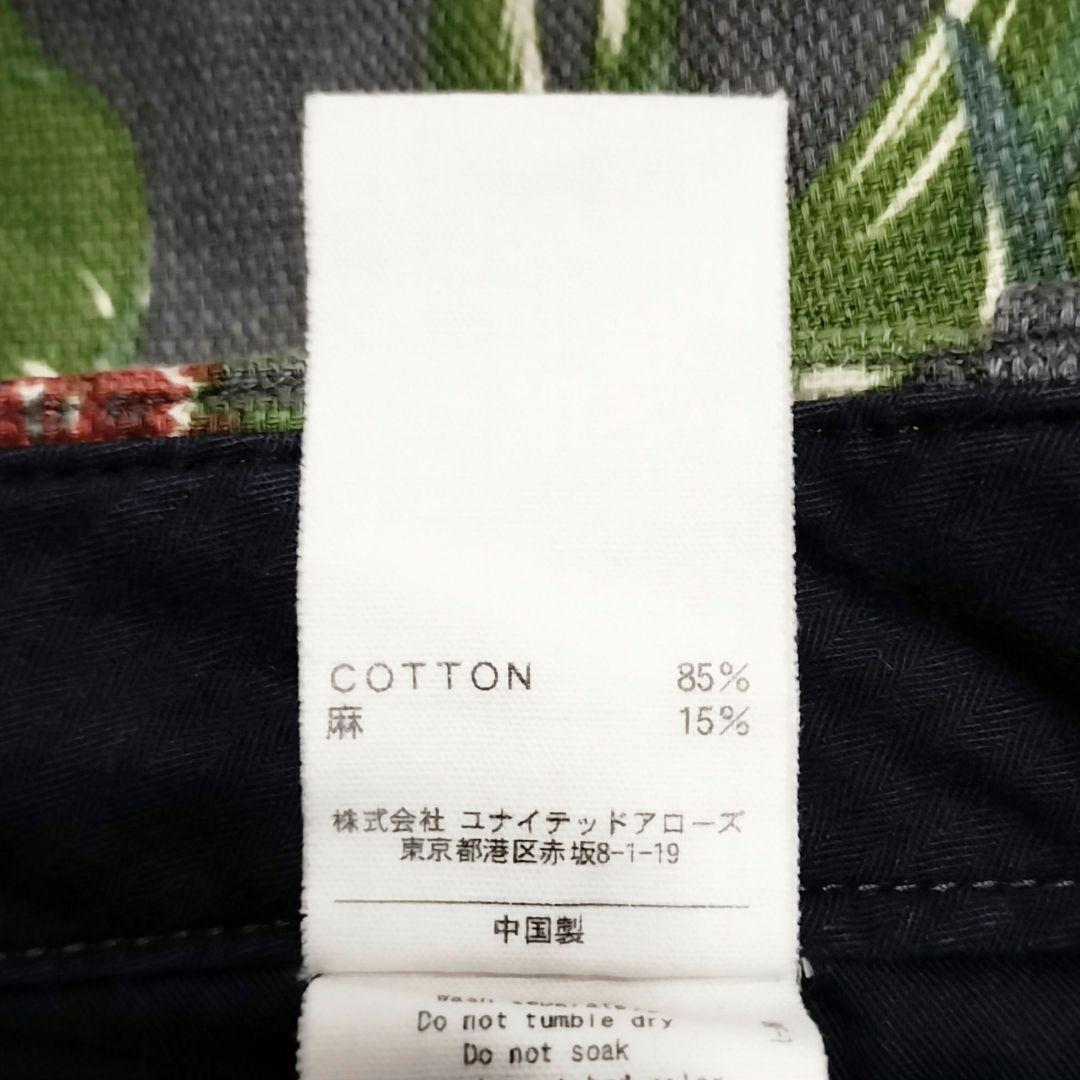 COTTON 85%
麻 15%
株式会社 ユナイテッドアローズ
東京都港区赤坂8-1-19
中国製
Do not tumble dry
Do not soak